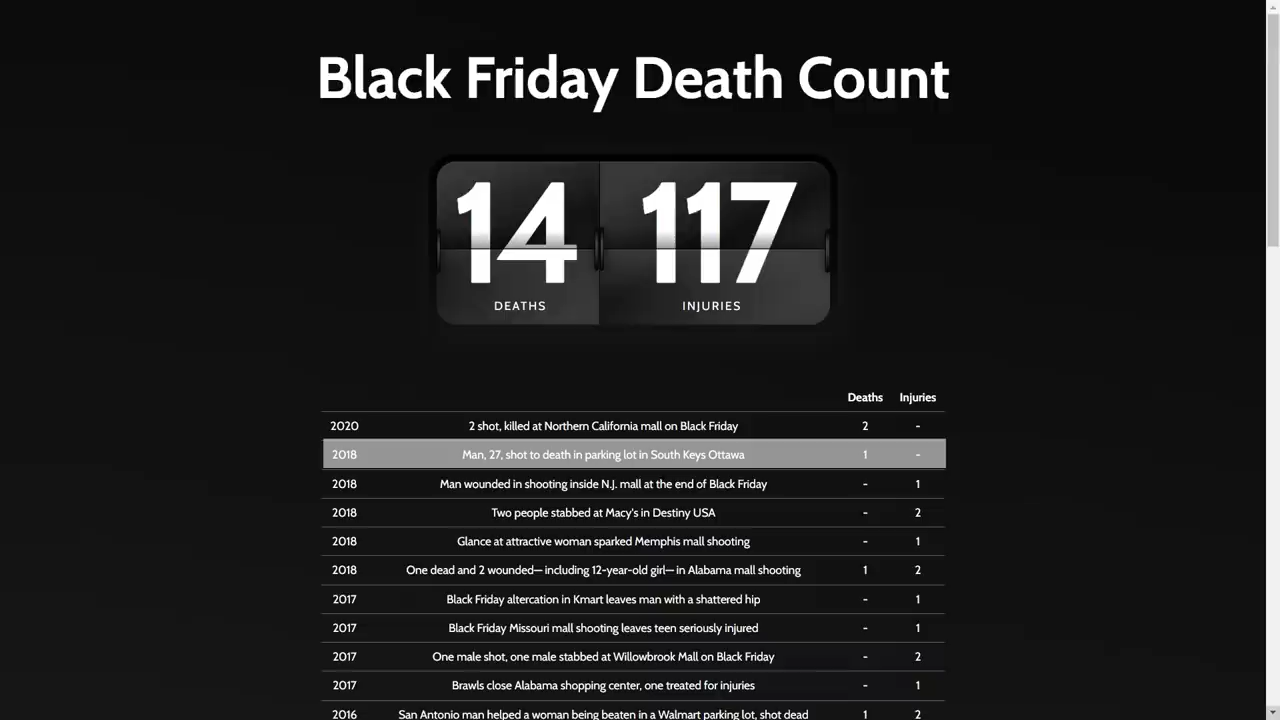 Black Friday Death Count
14 117
DEATHS INJURIES
Deaths Injuries
2020 2 shot, killed at Northern California mall on Black Friday 2 -
2018 Man, 27, shot to death in parking lot in South Keys Ottawa 1 -
2018 Man wounded in shooting inside N.J. mall at the end of Black Friday - 1
2018 Two people stabbed at Macy's in Destiny USA - 2
2018 Glance at attractive woman sparked Memphis mall shooting - 1
2018 One dead and 2 wounded— including 12-year-old girl— in Alabama mall shooting 1 2
2017 Black Friday altercation in Kmart leaves man with a shattered hip - 1
2017 Black Friday Missouri mall shooting leaves teen seriously injured - 1
2017 One male shot, one male stabbed at Willowbrook Mall on Black Friday - 2
2017 Brawls close Alabama shopping center, one treated for injuries - 1
2016 San Antonio man helped a woman being beaten in a Walmart parking lot, shot dead 1 2